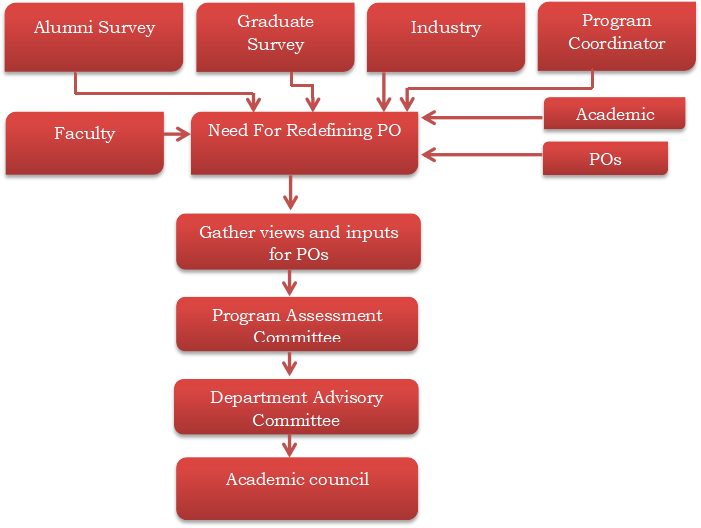 Alumni Survey
Graduate
Survey
Industry
Program
Coordinator
Faculty
Need For Redefining PO
Academic
POs
Gather views and inputs
for POs
Program Assessment
Committee
Department Advisory
Committee
Academic council